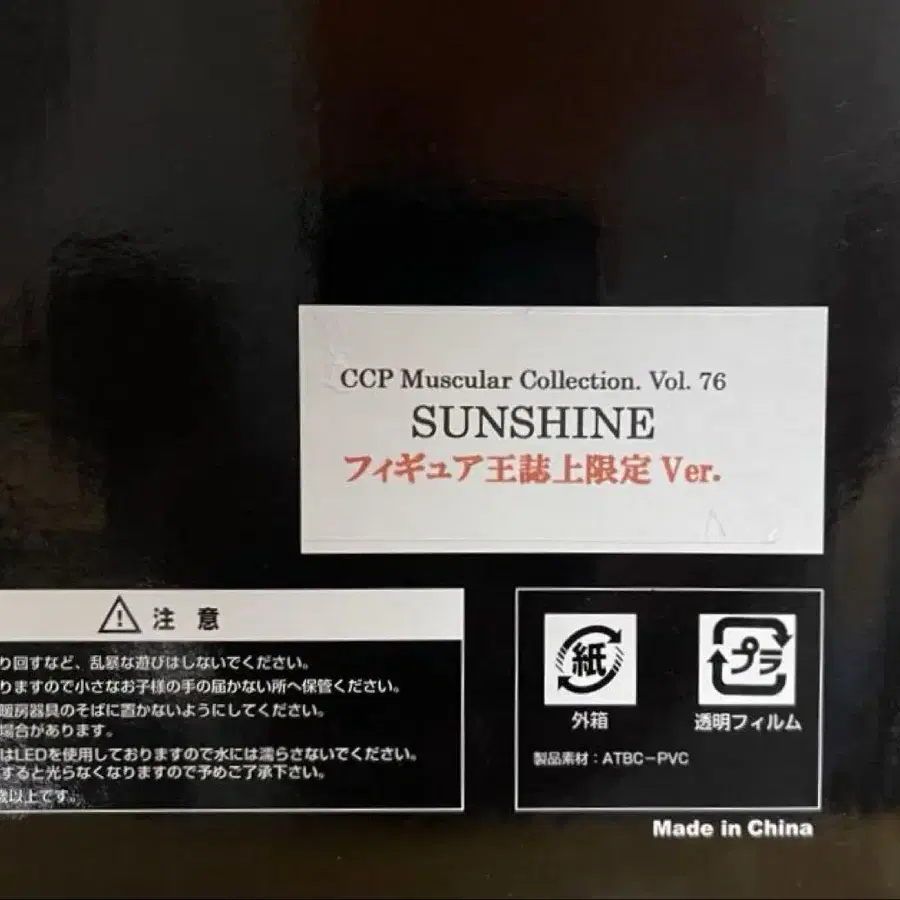 CCP Muscular Collection. Vol. 76
SUNSHINE
フィギュア王誌上限定 Ver.
注 意
り回すなど、乱暴な遊びはしないでください。
りますので小さなお子様の手の届かない所へ保管ください。
暖房器具のそばに置かないようにしてください。
場合があります。
はLEDを使用しておりますので水には濡らさないでください。
すると光らなくなりますので予めご了承下さい。
歳以上です。
紙
外箱
プラ
透明フィルム
製品素材:ATBC-PVC
Made in China